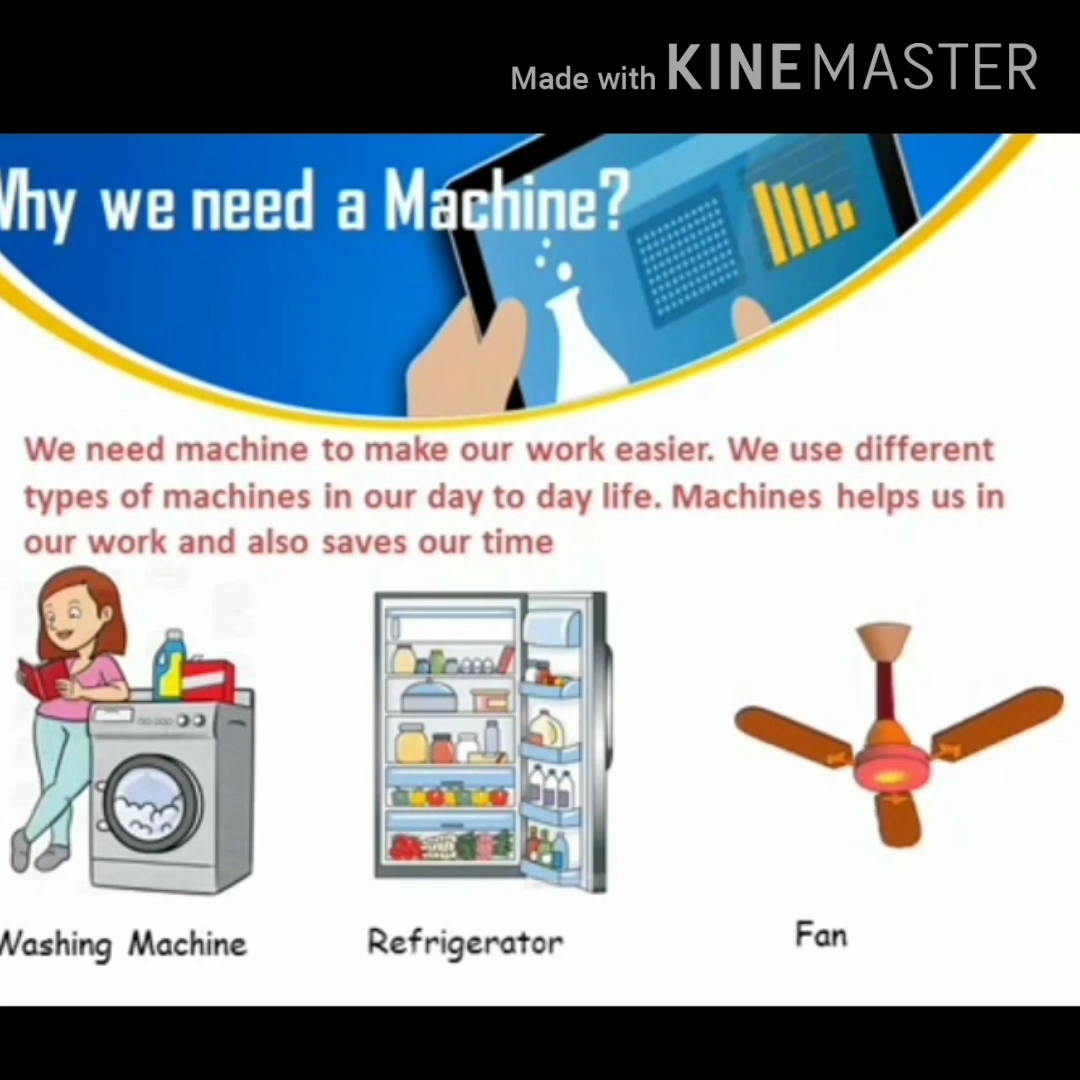 Made with KINEMASTER
Why we need a Machine?
We need machine to make our work easier. We use different
types of machines in our day to day life. Machines helps us in
our work and also saves our time
Washing Machine
Refrigerator
Fan